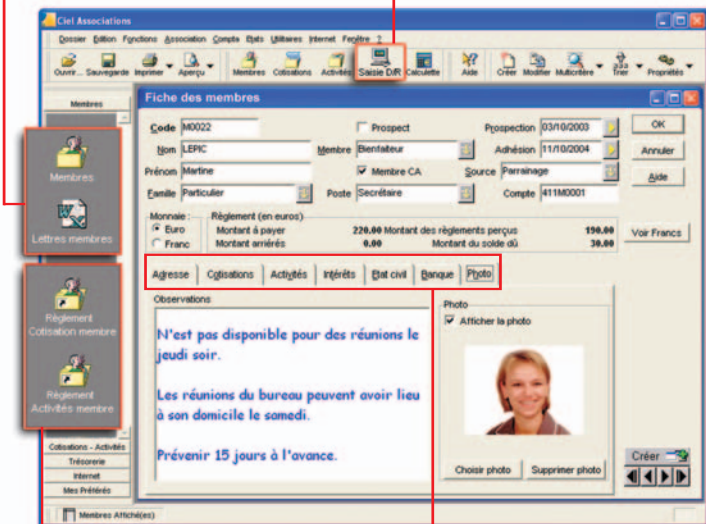 Ciel Associations
Dossier Edition Fonctions Association Compta Etats Utilitaires Internet Fenêtre ?
Ouvrir... Sauvegarde Imprimer Aperçu Membres Cotisations Activités Saisie D/R Calculette Aide Créer Modifier Multicritère Trier Propriétés
Membres
Membres
Lettres membres
Règlement
Cotisation membre
Règlement
Activités membre
Cotisations - Activités
Trésorerie
Internet
Mes Préférés
Fiche des membres
Code M0022 Prospect Prospection 03/10/2003 OK
Nom LEPIC Membre Bienfaiteur Adhésion 11/10/2004 Annuler
Prénom Martine Membre CA Source Parrainage Aide
Famille Particulier Poste Secrétaire Compte 411M0001
Monnaie : Règlement (en euros)
Euro Montant à payer 220.00 Montant des règlements perçus 190.00 Voir Francs
Franc Montant arriérés 0.00 Montant du solde dû 30.00
Adresse Cotisations Activités Intérêts Etat civil Banque Photo
Observations
N'est pas disponible pour des réunions le
jeudi soir.
Les réunions du bureau peuvent avoir lieu
à son domicile le samedi.
Prévenir 15 jours à l'avance.
Photo
Afficher la photo
Choisir photo Supprimer photo
Créer
Membres Affiché(es)